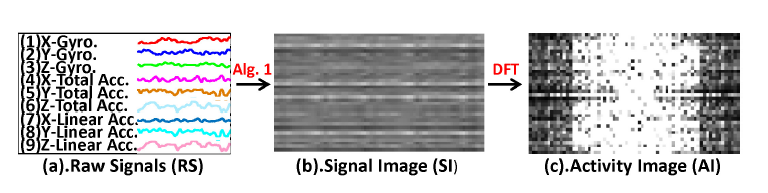 (1)X-Gyro.
(2)Y-Gyro.
(3)Z-Gyro.
(4)X-Total Acc.
(5)Y-Total Acc.
(6)Z-Total Acc.
(7)X-Linear Acc.
(8)Y-Linear Acc.
(9)Z-Linear Acc.
Alg. 1
DFT
(a).Raw Signals (RS)
(b).Signal Image (SI)
(c).Activity Image (AI)